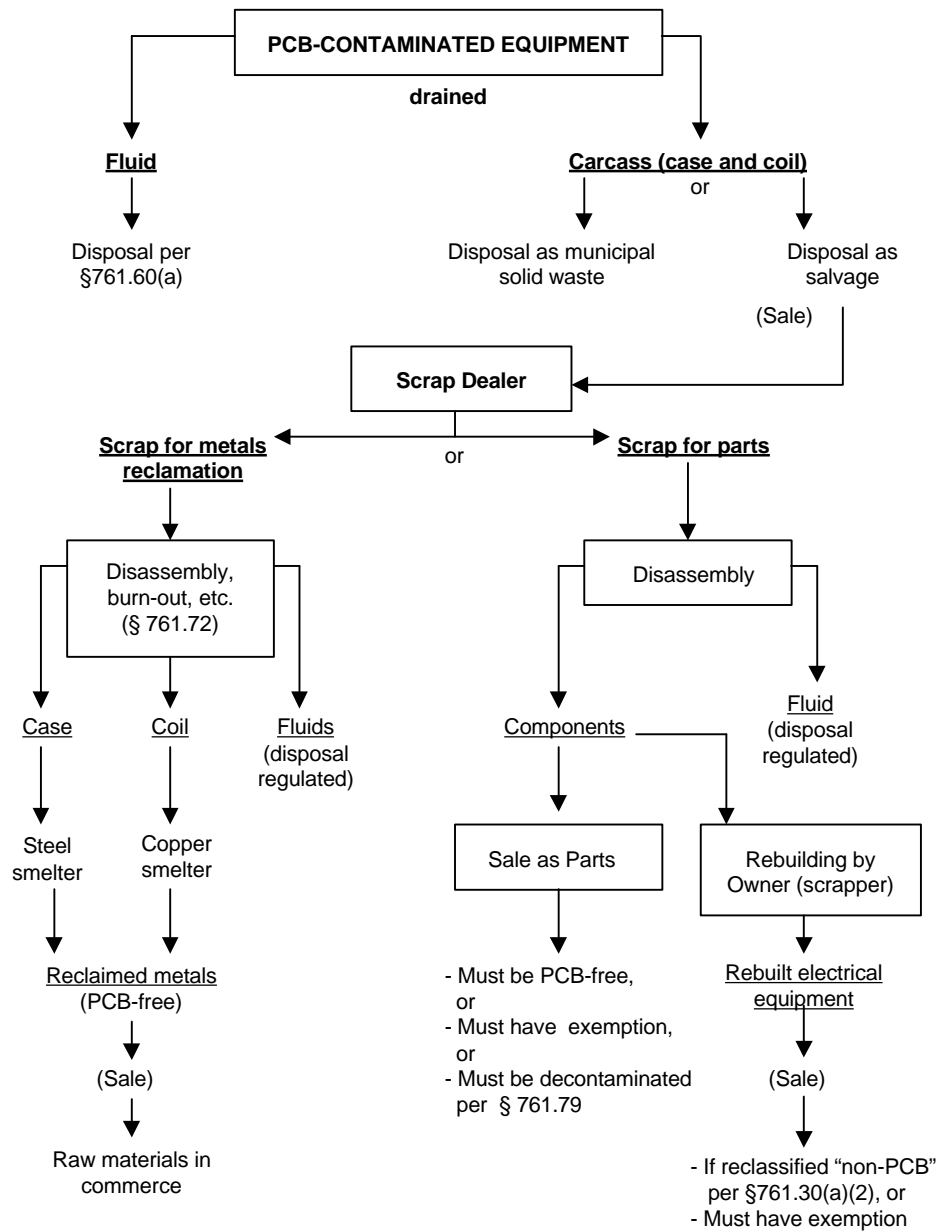 PCB-CONTAMINATED EQUIPMENT
drained
Fluid
Carcass (case and coil)
or
Disposal per
§761.60(a)
Disposal as municipal
solid waste
Disposal as
salvage
(Sale)
Scrap Dealer
or
Scrap for metals
reclamation
Scrap for parts
Disassembly,
burn-out, etc.
(§ 761.72)
Disassembly
Case
Coil
Fluids
(disposal
regulated)
Components
Fluid
(disposal
regulated)
Steel
smelter
Copper
smelter
Sale as Parts
Rebuilding by
Owner (scrapper)
Reclaimed metals
(PCB-free)
- Must be PCB-free,
or
- Must have exemption,
or
- Must be decontaminated
per § 761.79
Rebuilt electrical
equipment
(Sale)
(Sale)
Raw materials in
commerce
- If reclassified “non-PCB”
per §761.30(a)(2), or
- Must have exemption